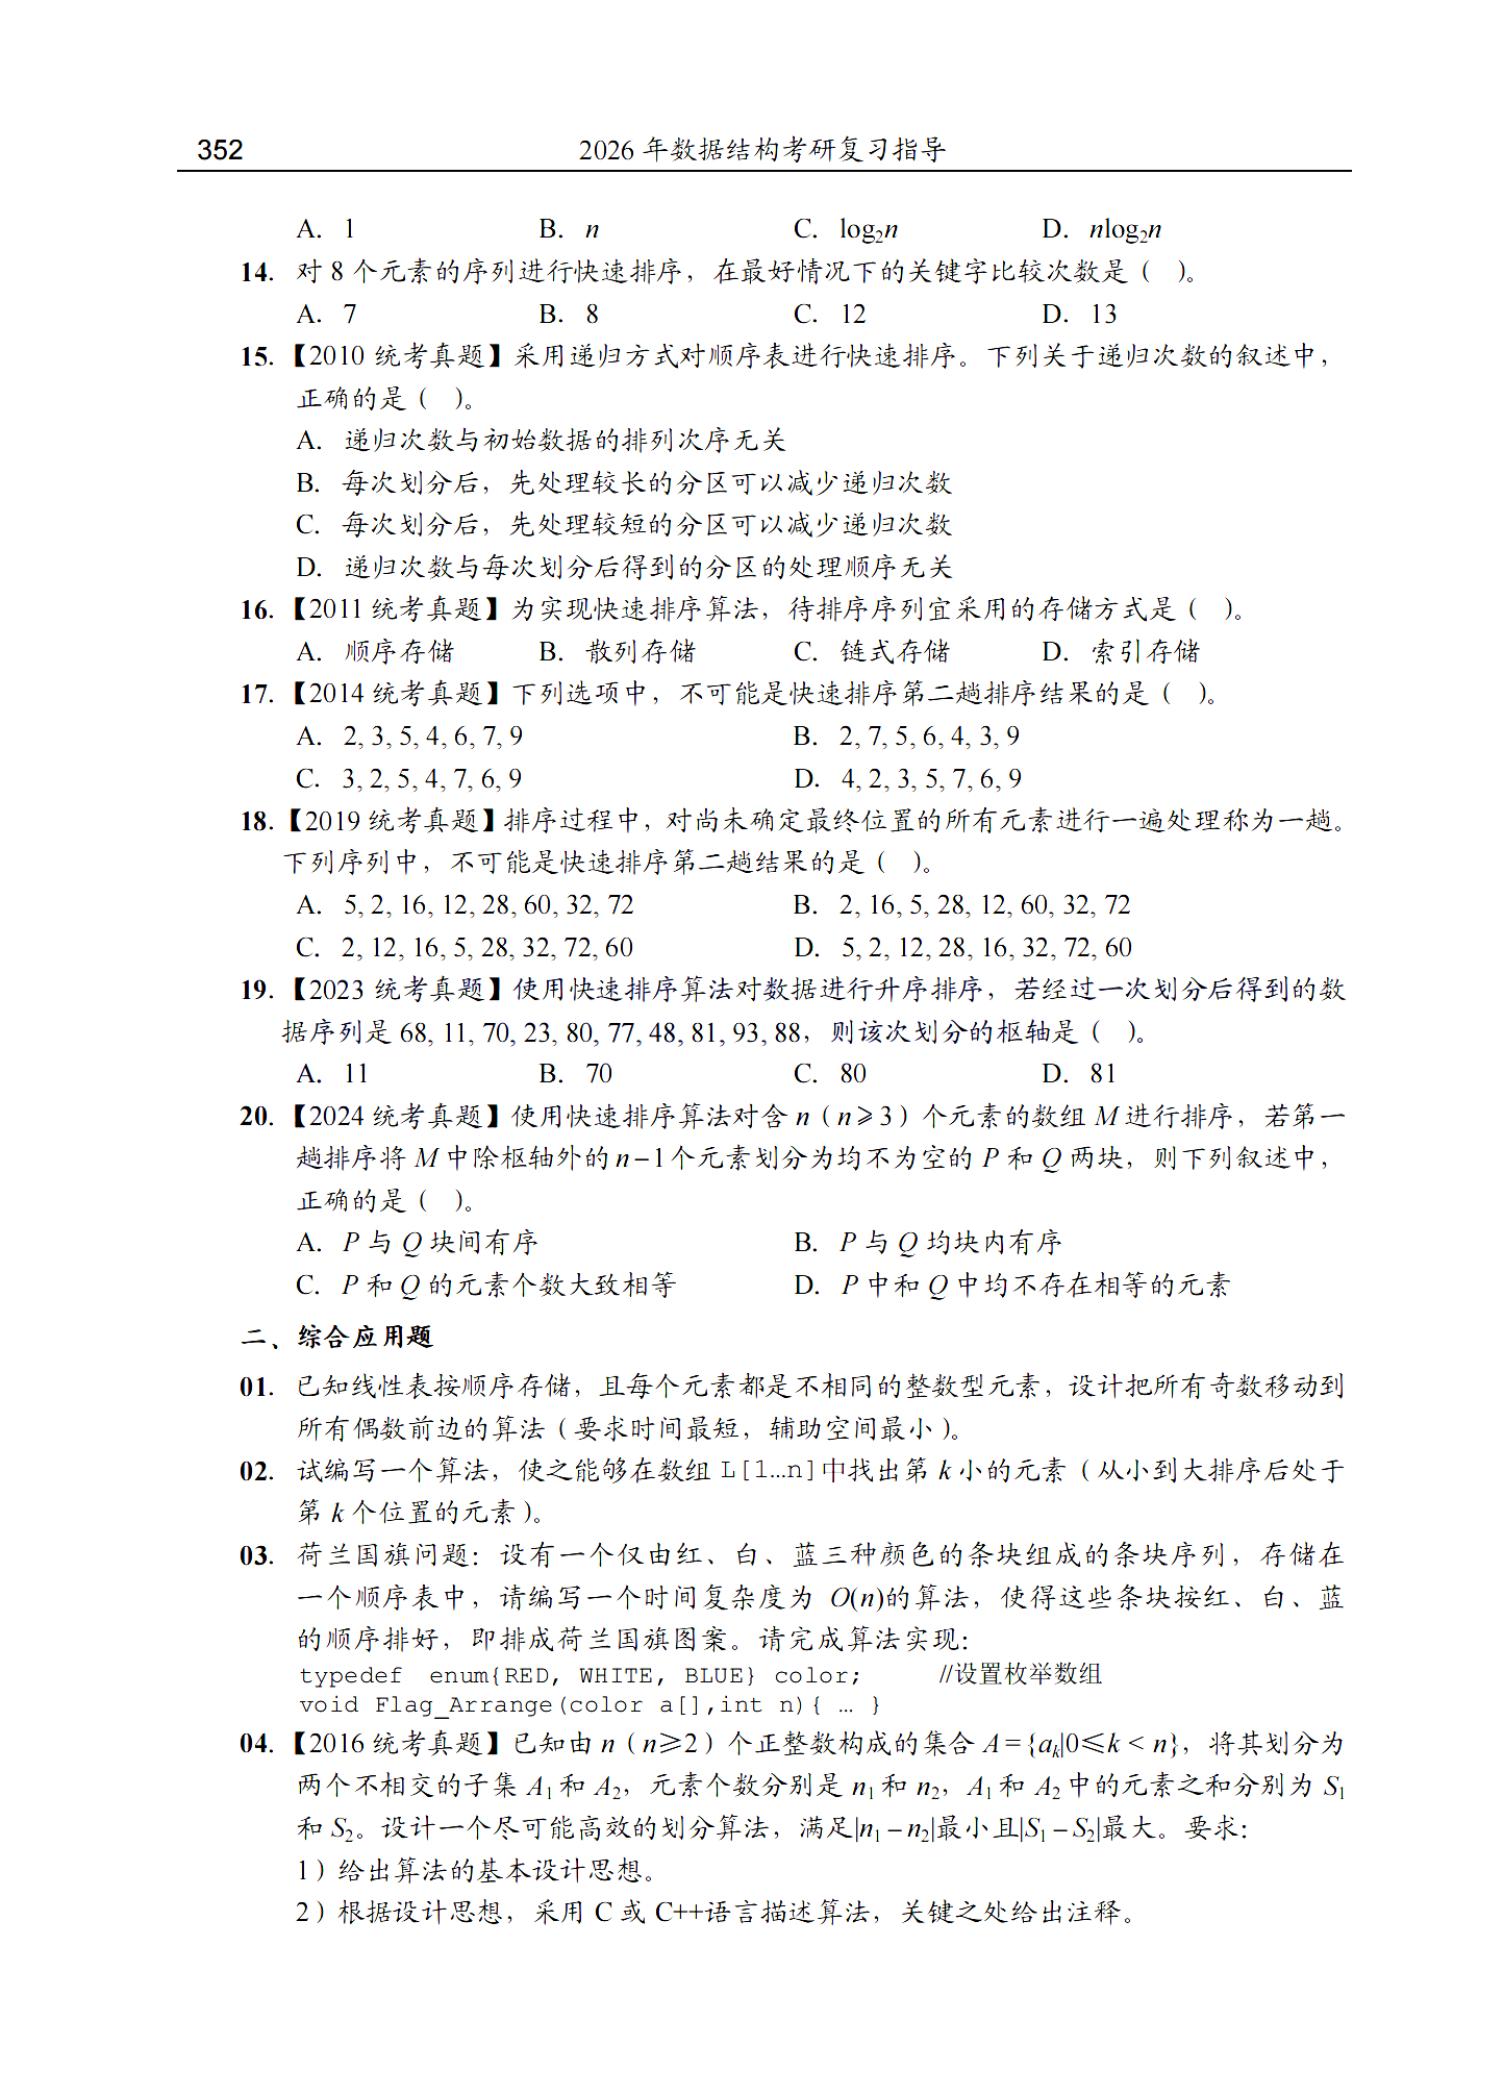 352 2026 年数据结构考研复习指导
A. 1 B. n C. log₂n D. nlog₂n
14. 对 8 个元素的序列进行快速排序，在最好情况下的关键字比较次数是（ ）。
A. 7 B. 8 C. 12 D. 13
15. 【2010 统考真题】采用递归方式对顺序表进行快速排序。下列关于递归次数的叙述中，
正确的是（ ）。
A. 递归次数与初始数据的排列次序无关
B. 每次划分后，先处理较长的分区可以减少递归次数
C. 每次划分后，先处理较短的分区可以减少递归次数
D. 递归次数与每次划分后得到的分区的处理顺序无关
16. 【2011 统考真题】为实现快速排序算法，待排序序列宜采用的存储方式是（ ）。
A. 顺序存储 B. 散列存储 C. 链式存储 D. 索引存储
17. 【2014 统考真题】下列选项中，不可能是快速排序第二趟排序结果的是（ ）。
A. 2, 3, 5, 4, 6, 7, 9 B. 2, 7, 5, 6, 4, 3, 9
C. 3, 2, 5, 4, 7, 6, 9 D. 4, 2, 3, 5, 7, 6, 9
18. 【2019 统考真题】排序过程中，对尚未确定最终位置的所有元素进行一遍处理称为一趟。
下列序列中，不可能是快速排序第二趟结果的是（ ）。
A. 5, 2, 16, 12, 28, 60, 32, 72 B. 2, 16, 5, 28, 12, 60, 32, 72
C. 2, 12, 16, 5, 28, 32, 72, 60 D. 5, 2, 12, 28, 16, 32, 72, 60
19. 【2023 统考真题】使用快速排序算法对数据进行升序排序，若经过一次划分后得到的数
据序列是 68, 11, 70, 23, 80, 77, 48, 81, 93, 88，则该次划分的枢轴是（ ）。
A. 11 B. 70 C. 80 D. 81
20. 【2024 统考真题】使用快速排序算法对含 n（n≥3）个元素的数组 M 进行排序，若第一
趟排序将 M 中除枢轴外的 n−1个元素划分为均不为空的 P 和 Q 两块，则下列叙述中，
正确的是（ ）。
A. P 与 Q 块间有序 B. P 与 Q 均块内有序
C. P 和 Q 的元素个数大致相等 D. P 中和 Q 中均不存在相等的元素
二、综合应用题
01. 已知线性表按顺序存储，且每个元素都是不相同的整数型元素，设计把所有奇数移动到
所有偶数前边的算法（要求时间最短，辅助空间最小）。
02. 试编写一个算法，使之能够在数组 L[1…n]中找出第 k 小的元素（从小到大排序后处于
第 k 个位置的元素）。
03. 荷兰国旗问题：设有一个仅由红、白、蓝三种颜色的条块组成的条块序列，存储在
一个顺序表中，请编写一个时间复杂度为 O(n)的算法，使得这些条块按红、白、蓝
的顺序排好，即排成荷兰国旗图案。请完成算法实现：
typedef enum{RED, WHITE, BLUE} color; //设置枚举数组
void Flag_Arrange(color a[],int n){ … }
04. 【2016 统考真题】已知由 n（n≥2）个正整数构成的集合 A={aₖ|0≤k < n}，将其划分为
两个不相交的子集 A₁ 和 A₂，元素个数分别是 n₁ 和 n₂，A₁ 和 A₂ 中的元素之和分别为 S₁
和 S₂。设计一个尽可能高效的划分算法，满足|n₁ − n₂|最小且|S₁ − S₂|最大。要求：
1）给出算法的基本设计思想。
2）根据设计思想，采用 C 或 C++语言描述算法，关键之处给出注释。